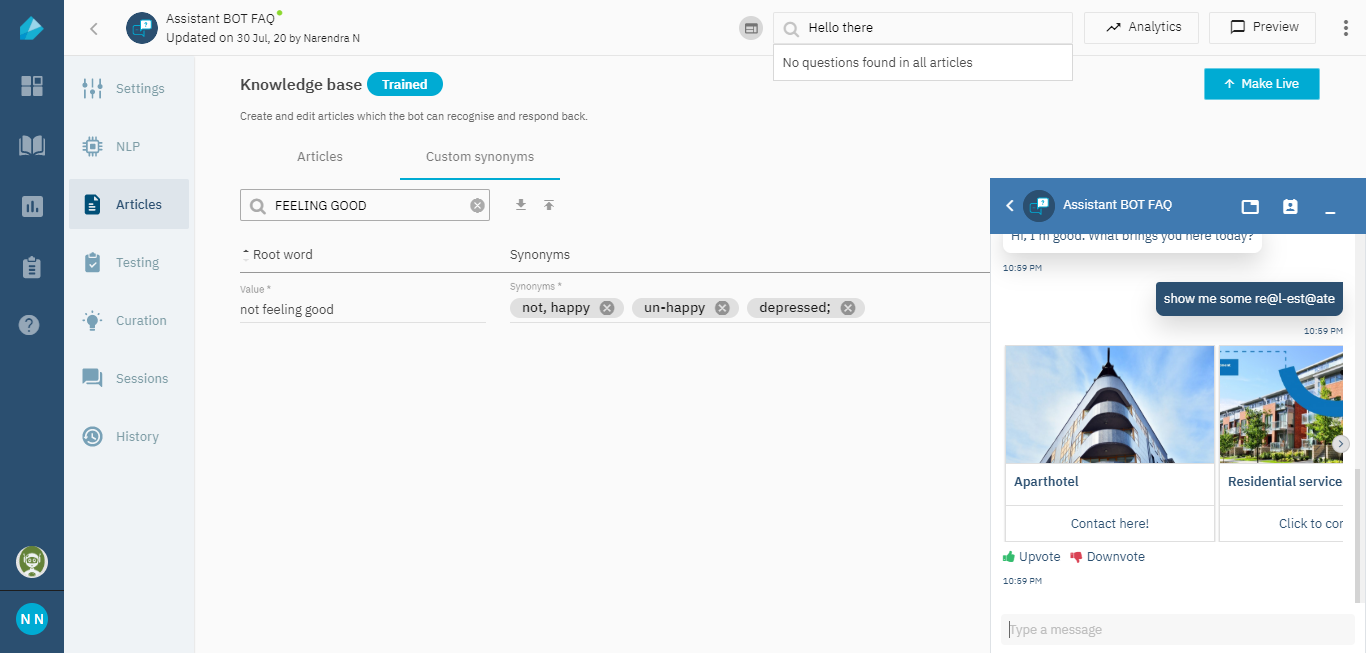 Assistant BOT FAQ
Updated on 30 Jul, 20 by Narendra N
Hello there
No questions found in all articles
Analytics
Preview
Settings
NLP
Articles
Testing
Curation
Sessions
History
N N
Knowledge base Trained
Make Live
Create and edit articles which the bot can recognise and respond back.
Articles Custom synonyms
FEELING GOOD
Root word Synonyms
Value *
not feeling good
Synonyms *
not, happy un-happy depressed;
Assistant BOT FAQ
Hi, I'm good. What brings you here today?
10:59 PM
show me some re@l-est@ate
10:59 PM
Aparthotel
Contact here!
Residential service
Click to cor
Upvote Downvote
10:59 PM
Type a message